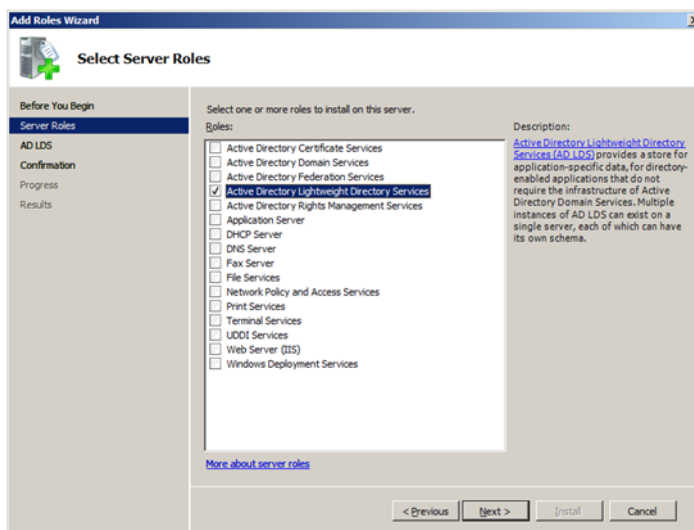 Add Roles Wizard
Select Server Roles
Before You Begin
Server Roles
AD LDS
Confirmation
Progress
Results
Select one or more roles to install on this server.
Roles:
Active Directory Certificate Services
Active Directory Domain Services
Active Directory Federation Services
Active Directory Lightweight Directory Services
Active Directory Rights Management Services
Application Server
DHCP Server
DNS Server
Fax Server
File Services
Network Policy and Access Services
Print Services
Terminal Services
UDDI Services
Web Server (IIS)
Windows Deployment Services
More about server roles
Description:
Active Directory Lightweight Directory
Services (AD LDS) provides a store for
application-specific data, for directory-
enabled applications that do not
require the infrastructure of Active
Directory Domain Services. Multiple
instances of AD LDS can exist on a
single server, each of which can have
its own schema.
< Previous
Next >
Install
Cancel